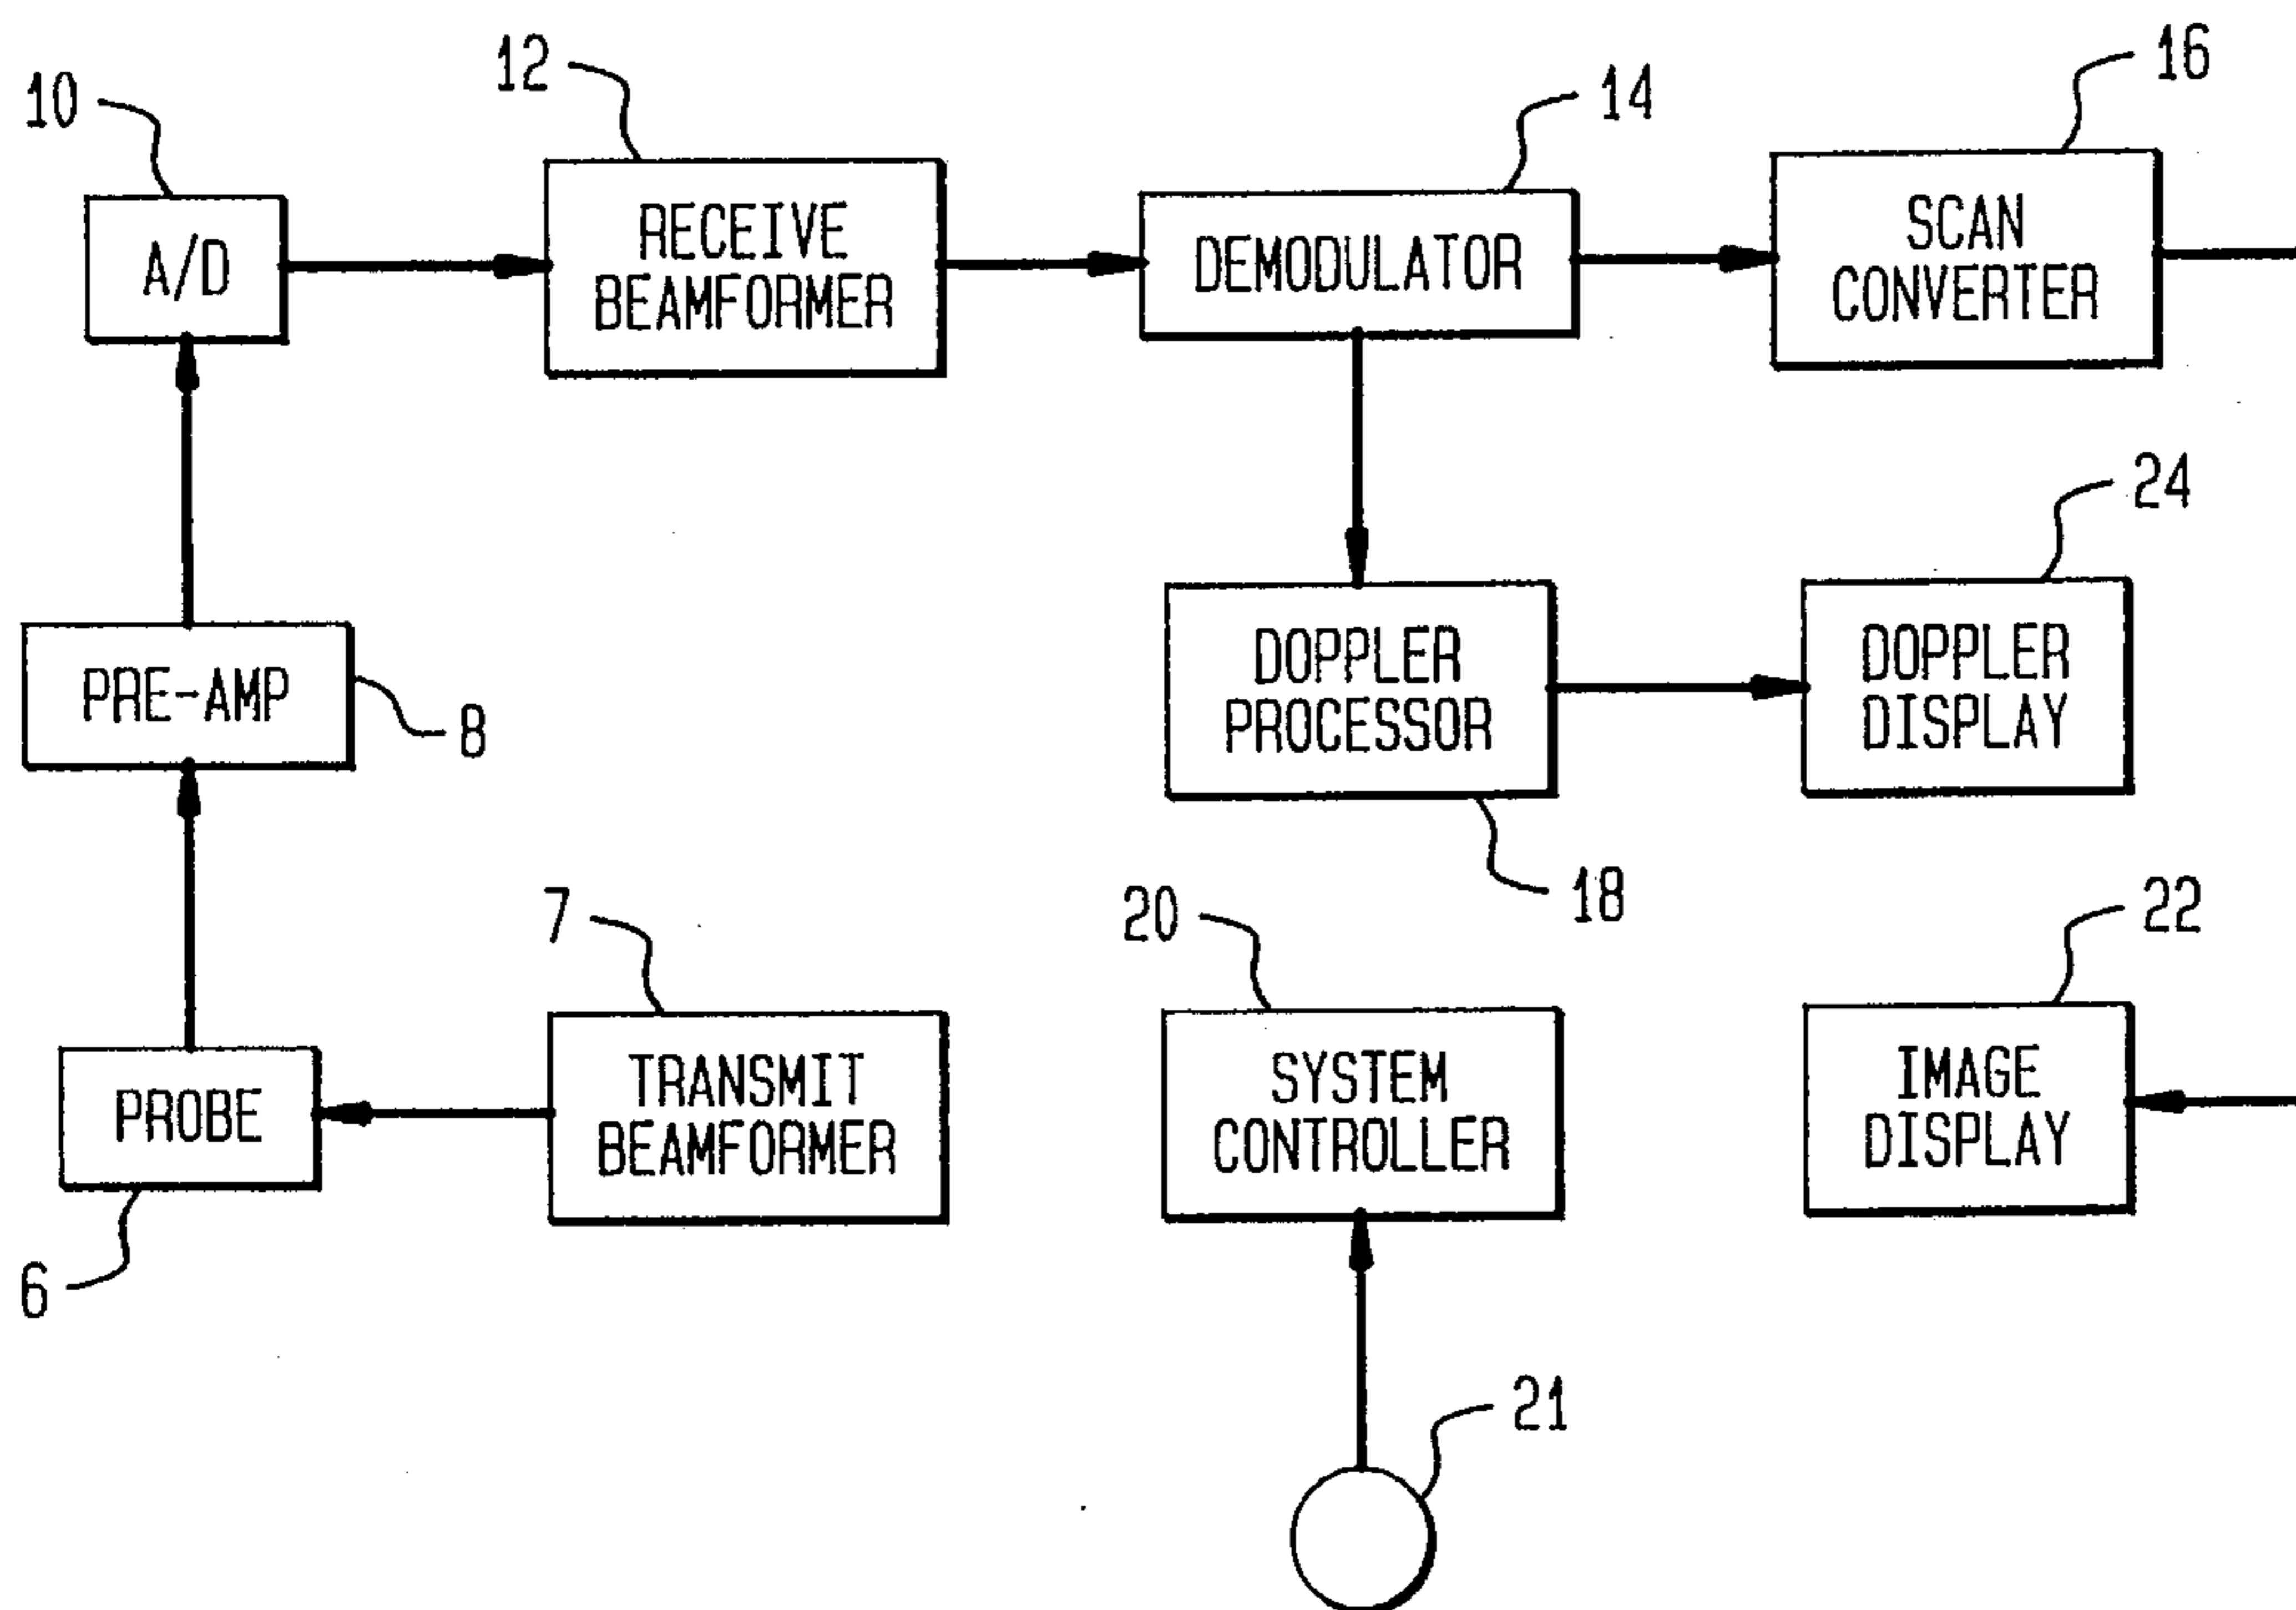 10
12
14
16
A/D
RECEIVE
BEAMFORMER
DEMODULATOR
SCAN
CONVERTER
24
PRE-AMP
8
DOPPLER
PROCESSOR
DOPPLER
DISPLAY
18
7
20
22
PROBE
TRANSMIT
BEAMFORMER
SYSTEM
CONTROLLER
IMAGE
DISPLAY
6
21